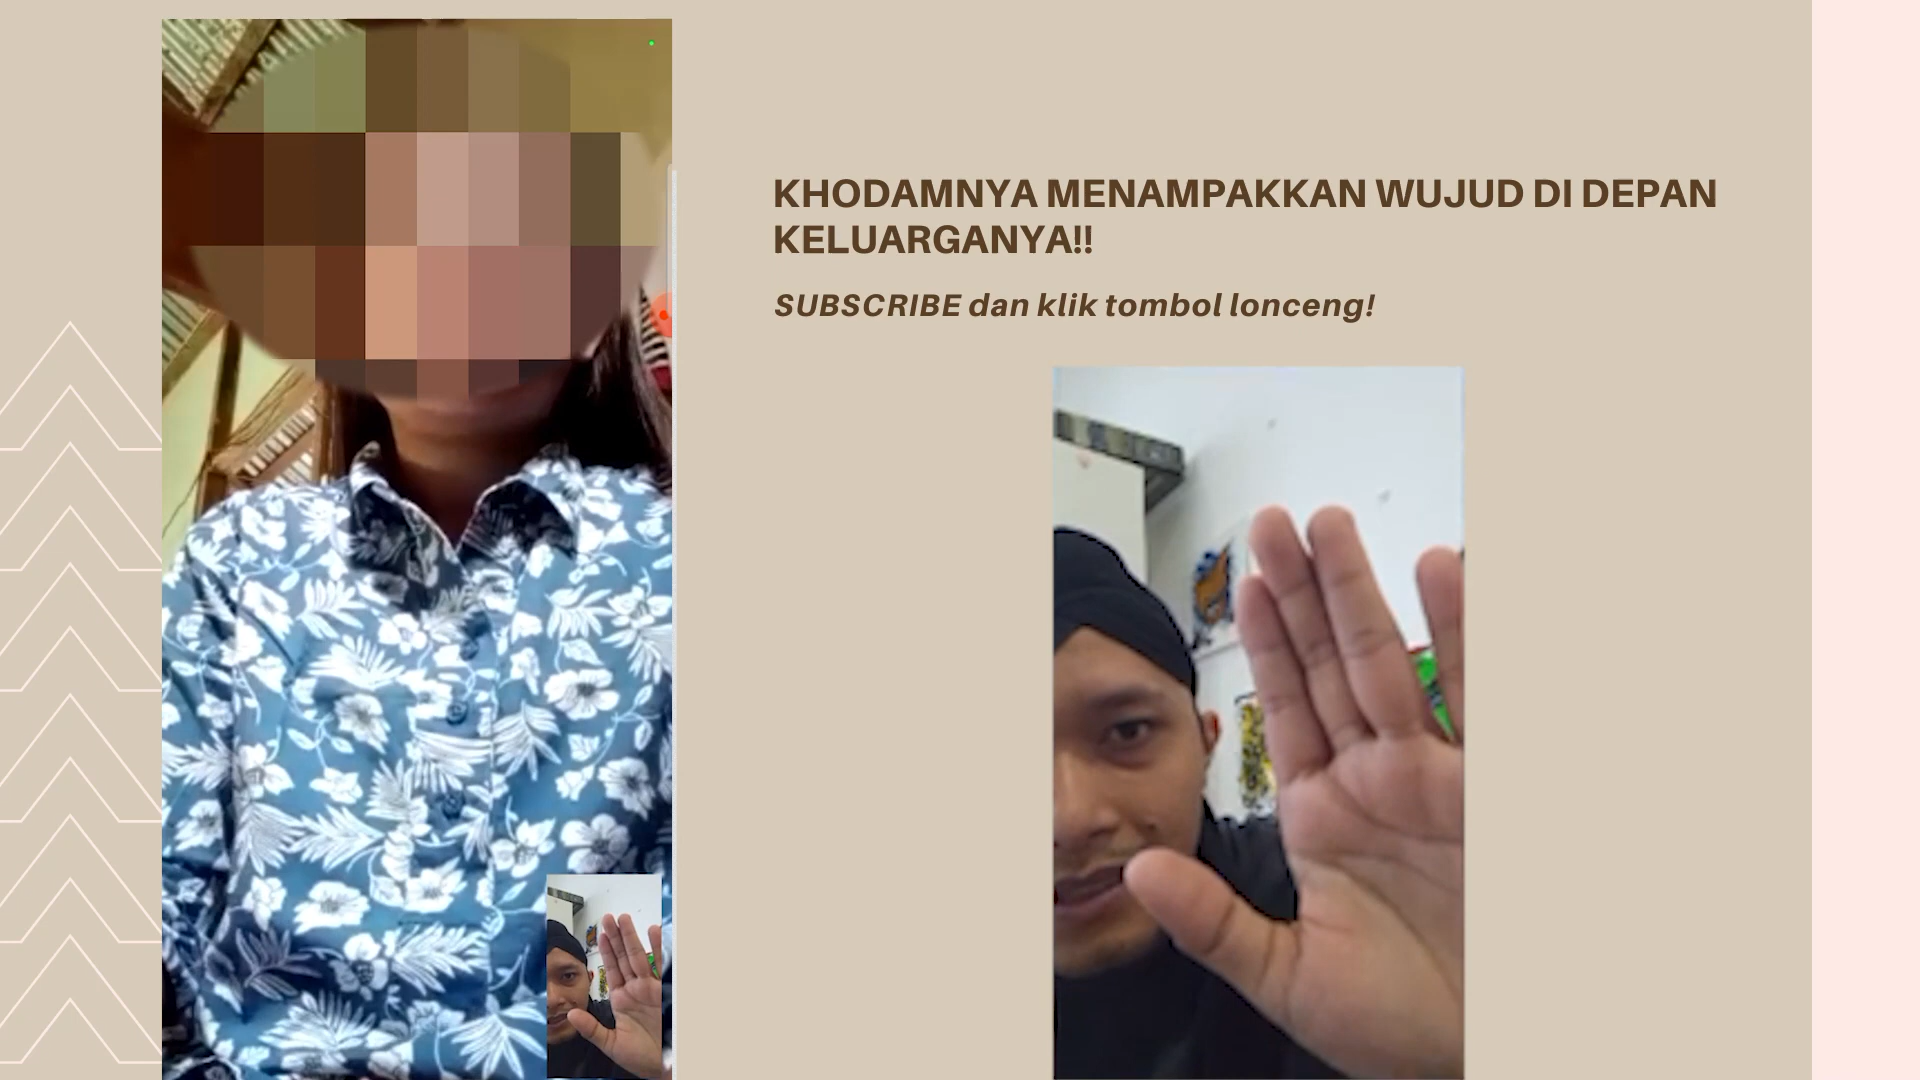 KHODAMNYA MENAMPAKKAN WUJUD DI DEPAN
KELUARGANYA!!
SUBSCRIBE dan klik tombol lonceng!